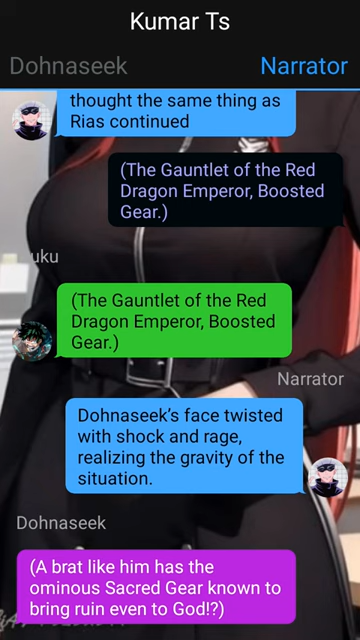 Kumar Ts
Dohnaseek
Narrator
thought the same thing as
Rias continued
(The Gauntlet of the Red
Dragon Emperor, Boosted
Gear.)
uku
(The Gauntlet of the Red
Dragon Emperor, Boosted
Gear.)
Narrator
Dohnaseek’s face twisted
with shock and rage,
realizing the gravity of the
situation.
Dohnaseek
(A brat like him has the
ominous Sacred Gear known to
bring ruin even to God!?)